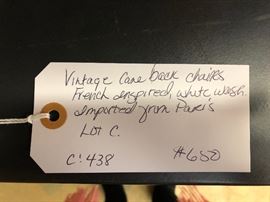 Vintage Cane back chairs
French inspired, white wash.
Imported from Paris
Lot C.
C: 438 #650